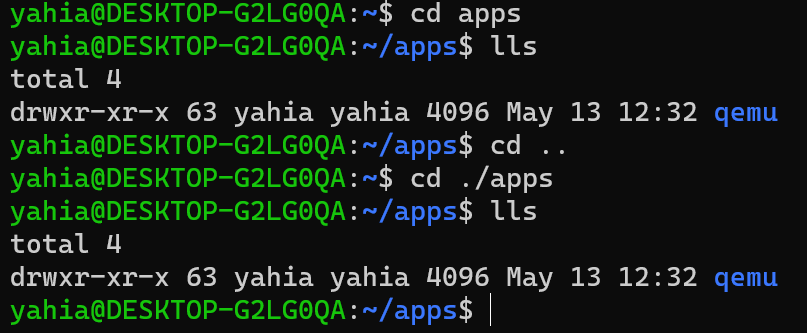 yahia@DESKTOP-G2LG0QA:~$ cd apps
yahia@DESKTOP-G2LG0QA:~/apps$ lls
total 4
drwxr-xr-x 63 yahia yahia 4096 May 13 12:32 qemu
yahia@DESKTOP-G2LG0QA:~/apps$ cd ..
yahia@DESKTOP-G2LG0QA:~$ cd ./apps
yahia@DESKTOP-G2LG0QA:~/apps$ lls
total 4
drwxr-xr-x 63 yahia yahia 4096 May 13 12:32 qemu
yahia@DESKTOP-G2LG0QA:~/apps$